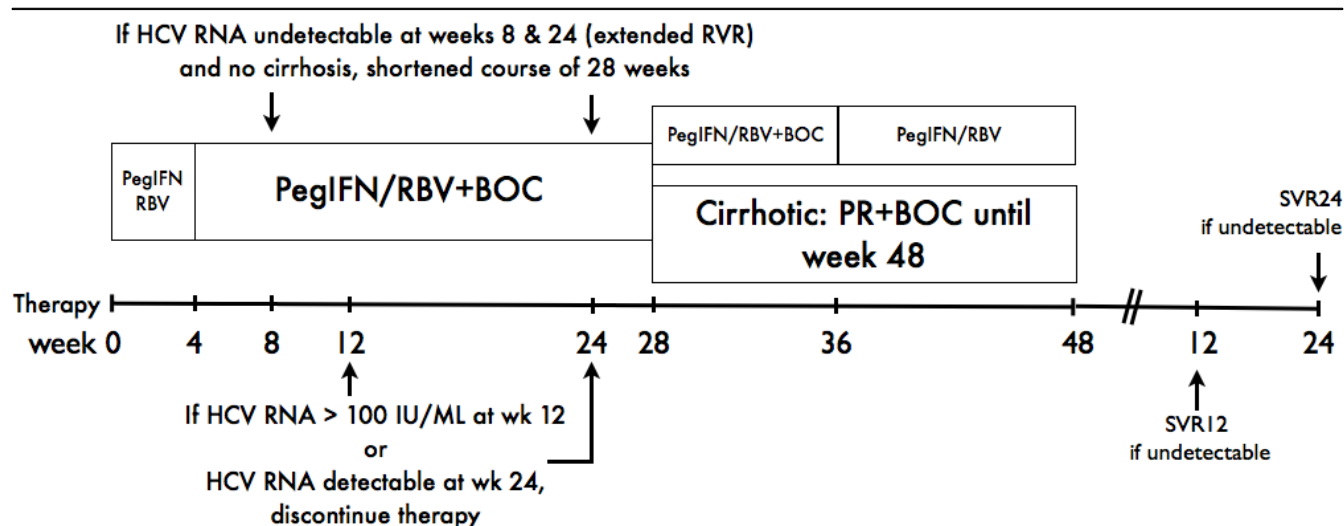 If HCV RNA undetectable at weeks 8 & 24 (extended RVR)
and no cirrhosis, shortened course of 28 weeks
PegIFN
RBV
PegIFN/RBV+BOC
PegIFN/RBV+BOC
PegIFN/RBV
Cirrhotic: PR+BOC until
week 48
SVR24
if undetectable
Therapy
week 0 4 8 12 24 28 36 48 12 24
If HCV RNA > 100 IU/ML at wk 12
or
HCV RNA detectable at wk 24,
discontinue therapy
SVR12
if undetectable